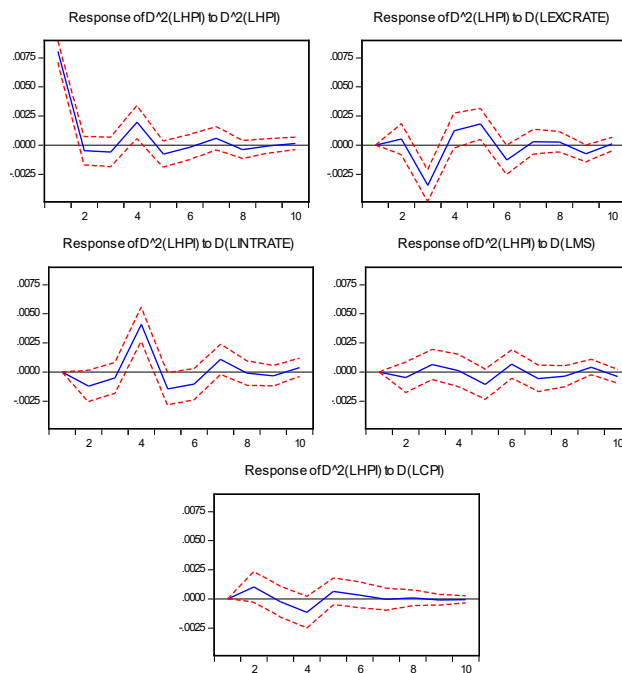 Response of D^2(LHPI) to D^2(LHPI)
.0075
.0050
.0025
.0000
-.0025
2 4 6 8 10
Response of D^2(LHPI) to D(LEXCRATE)
.0075
.0050
.0025
.0000
-.0025
2 4 6 8 10
Response of D^2(LHPI) to D(LINTRATE)
.0075
.0050
.0025
.0000
-.0025
2 4 6 8 10
Response of D^2(LHPI) to D(LMS)
.0075
.0050
.0025
.0000
-.0025
2 4 6 8 10
Response of D^2(LHPI) to D(LCPI)
.0075
.0050
.0025
.0000
-.0025
2 4 6 8 10